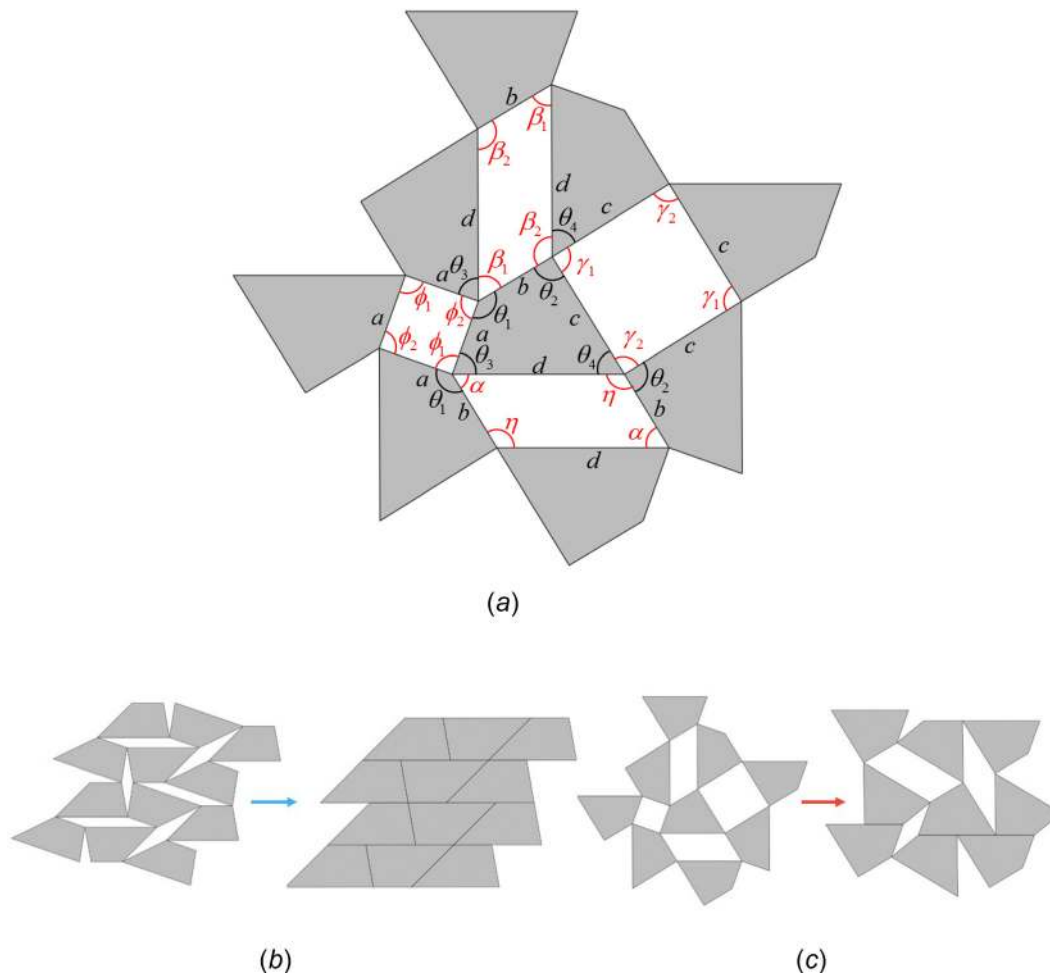 b
β₁
β₂
d
d
θ₄
c
γ₂
β₂
a
θ₃
β₁
γ₁
c
b
θ₂
ϕ₁
ϕ₂
θ₁
γ₁
a
a
c
ϕ₂
ϕ₁
γ₂
c
θ₃
θ₄
d
θ₂
a
α
η
θ₁
b
b
η
α
d
(a)
(b)
(c)